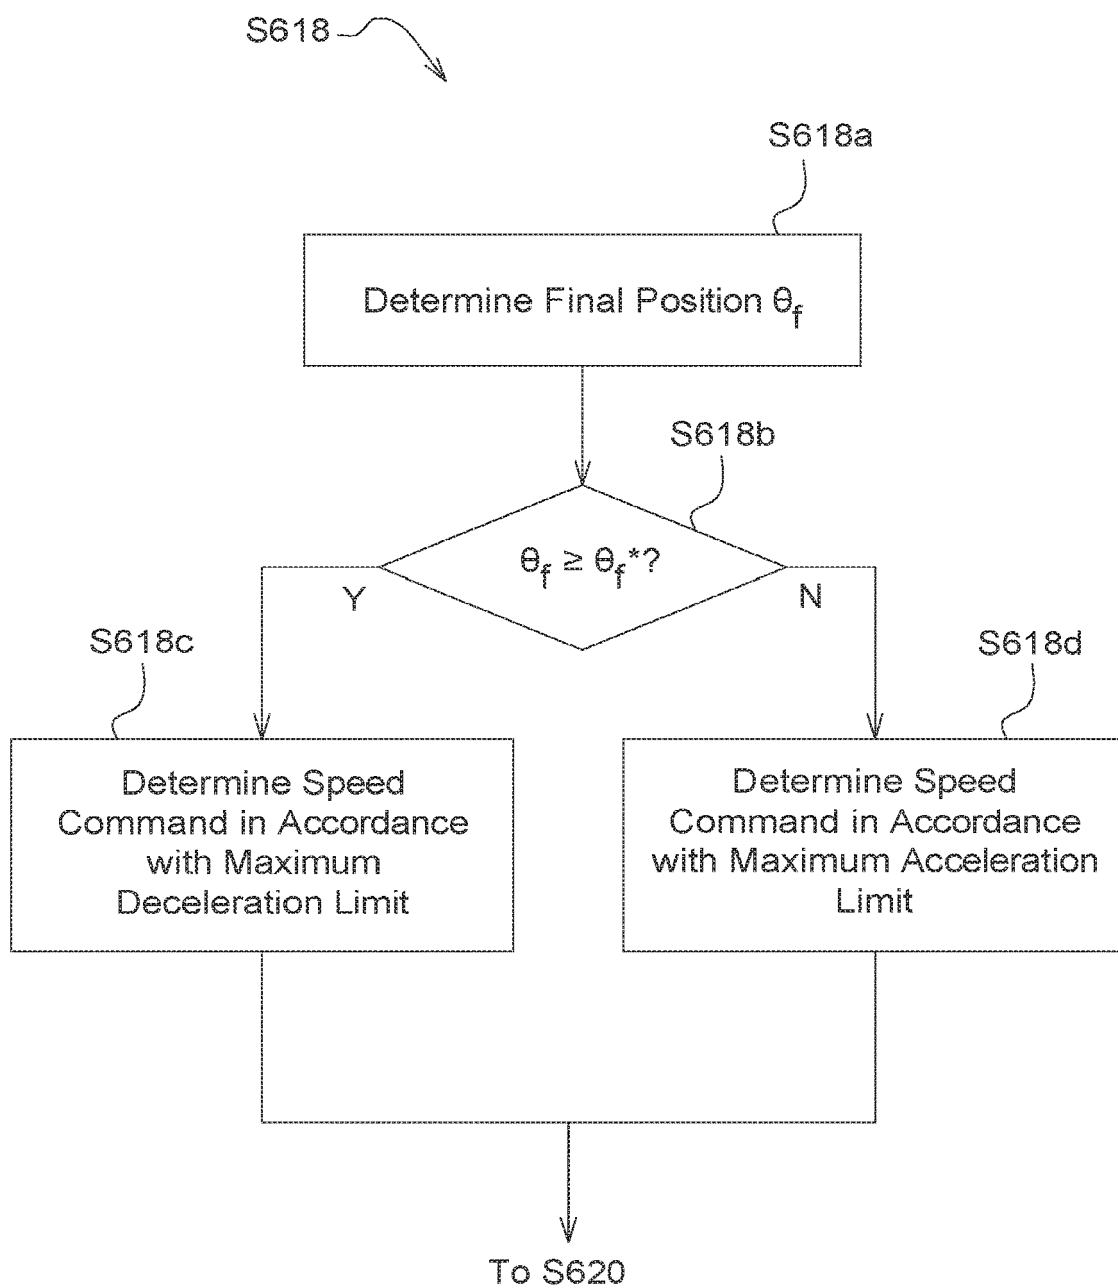 S618
S618a
Determine Final Position θf
S618b
θf ≥ θf*?
Y
N
S618c
S618d
Determine Speed
Command in Accordance
with Maximum
Deceleration Limit
Determine Speed
Command in Accordance
with Maximum Acceleration
Limit
To S620